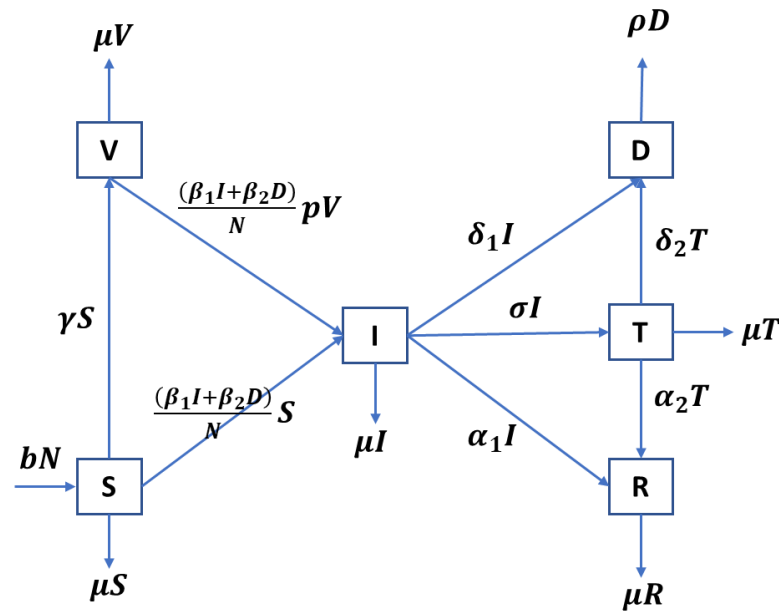 μV
ρD
V
D
(β₁I+β₂D)/N pV
δ₁I
δ₂T
γS
I
σI
T
μT
(β₁I+β₂D)/N S
μI
α₁I
α₂T
bN
S
R
μS
μR